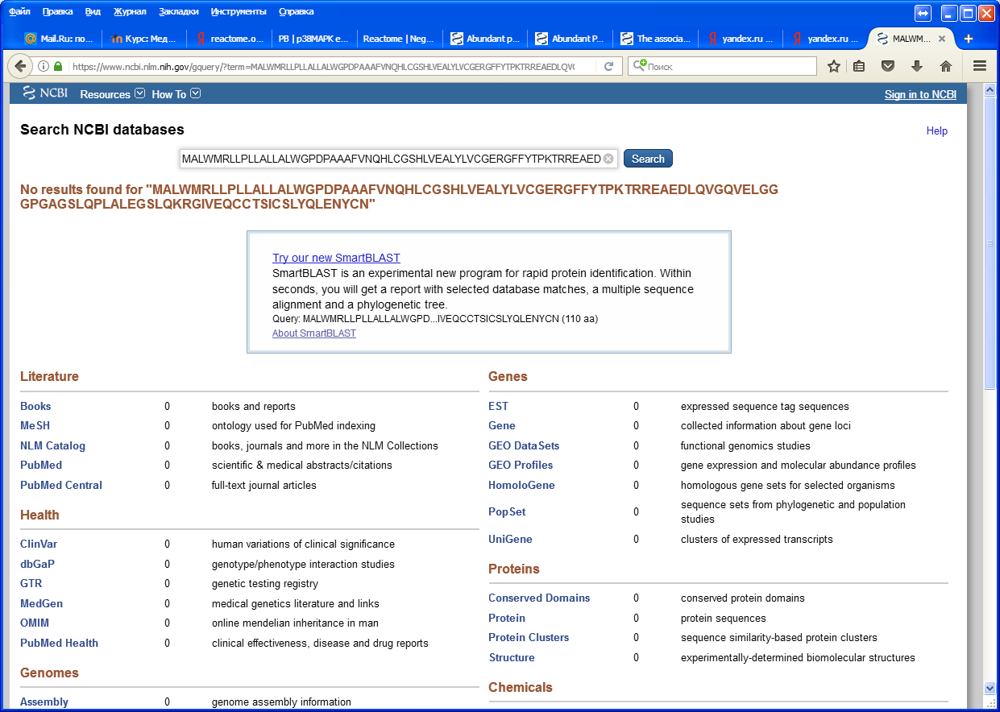 Файл Правка Вид Журнал Закладки Инструменты Справка
Mail.Ru: по... Курс: Мед... reactome.o... PB | p38MAPK e... Reactome | Neg... Abundant p... Abundant P... The associa... yandex.ru ... yandex.ru ... MALWM...
https://www.ncbi.nlm.nih.gov/gquery/?term=MALWMRLLPLLALLALWGPDPAAAFVNQHLCGSHLVEALYLVCGERGFFYTPKTRREAEDLQV Поиск
NCBI Resources How To Sign in to NCBI
Search NCBI databases
Help
MALWMRLLPLLALLALWGPDPAAAFVNQHLCGSHLVEALYLVCGERGFFYTPKTRREAED Search
No results found for "MALWMRLLPLLALLALWGPDPAAAFVNQHLCGSHLVEALYLVCGERGFFYTPKTRREAEDLQVGQVELGG
GPGAGSLQPLALEGSLQKRGIVEQCCTSICSLYQLENYCN"
Try our new SmartBLAST
SmartBLAST is an experimental new program for rapid protein identification. Within
seconds, you will get a report with selected database matches, a multiple sequence
alignment and a phylogenetic tree.
Query: MALWMRLLPLLALLALWGPD...IVEQCCTSICSLYQLENYCN (110 aa)
About SmartBLAST
Literature
Books 0 books and reports
MeSH 0 ontology used for PubMed indexing
NLM Catalog 0 books, journals and more in the NLM Collections
PubMed 0 scientific & medical abstracts/citations
PubMed Central 0 full-text journal articles
Health
ClinVar 0 human variations of clinical significance
dbGaP 0 genotype/phenotype interaction studies
GTR 0 genetic testing registry
MedGen 0 medical genetics literature and links
OMIM 0 online mendelian inheritance in man
PubMed Health 0 clinical effectiveness, disease and drug reports
Genomes
Assembly 0 genome assembly information
Genes
EST 0 expressed sequence tag sequences
Gene 0 collected information about gene loci
GEO DataSets 0 functional genomics studies
GEO Profiles 0 gene expression and molecular abundance profiles
HomoloGene 0 homologous gene sets for selected organisms
PopSet 0 sequence sets from phylogenetic and population
studies
UniGene 0 clusters of expressed transcripts
Proteins
Conserved Domains 0 conserved protein domains
Protein 0 protein sequences
Protein Clusters 0 sequence similarity-based protein clusters
Structure 0 experimentally-determined biomolecular structures
Chemicals